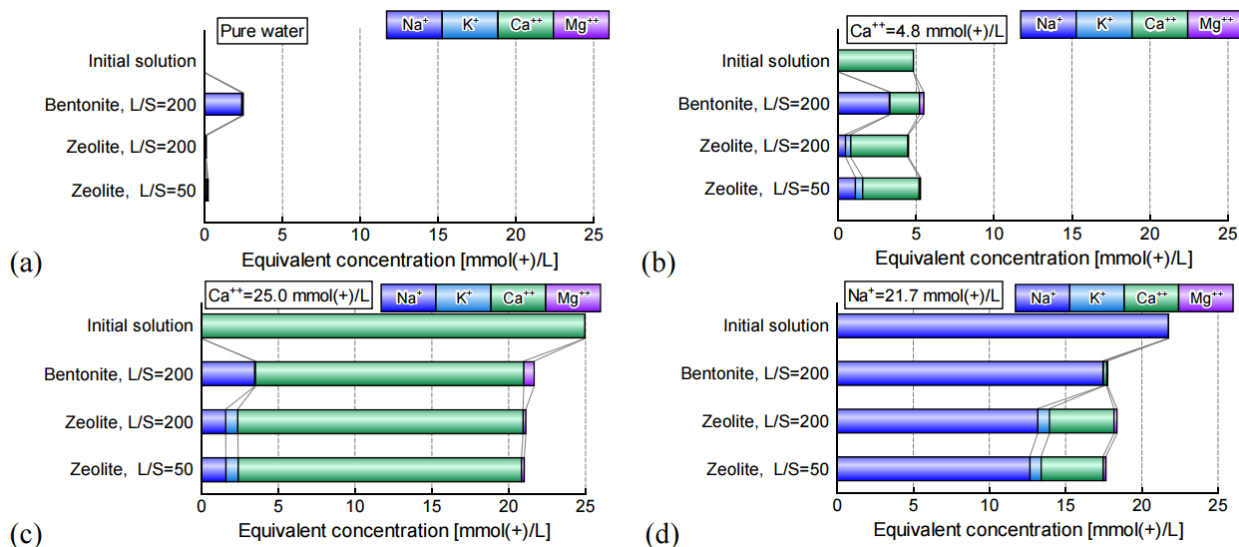 Pure water
Na⁺ K⁺ Ca⁺⁺ Mg⁺⁺
Initial solution
Bentonite, L/S=200
Zeolite, L/S=200
Zeolite, L/S=50
0 5 10 15 20 25
(a)
Equivalent concentration [mmol(+)/L]
Ca⁺⁺=4.8 mmol(+)/L
Na⁺ K⁺ Ca⁺⁺ Mg⁺⁺
Initial solution
Bentonite, L/S=200
Zeolite, L/S=200
Zeolite, L/S=50
0 5 10 15 20 25
(b)
Equivalent concentration [mmol(+)/L]
Ca⁺⁺=25.0 mmol(+)/L
Na⁺ K⁺ Ca⁺⁺ Mg⁺⁺
Initial solution
Bentonite, L/S=200
Zeolite, L/S=200
Zeolite, L/S=50
0 5 10 15 20 25
(c)
Equivalent concentration [mmol(+)/L]
Na⁺=21.7 mmol(+)/L
Na⁺ K⁺ Ca⁺⁺ Mg⁺⁺
Initial solution
Bentonite, L/S=200
Zeolite, L/S=200
Zeolite, L/S=50
0 5 10 15 20 25
(d)
Equivalent concentration [mmol(+)/L]